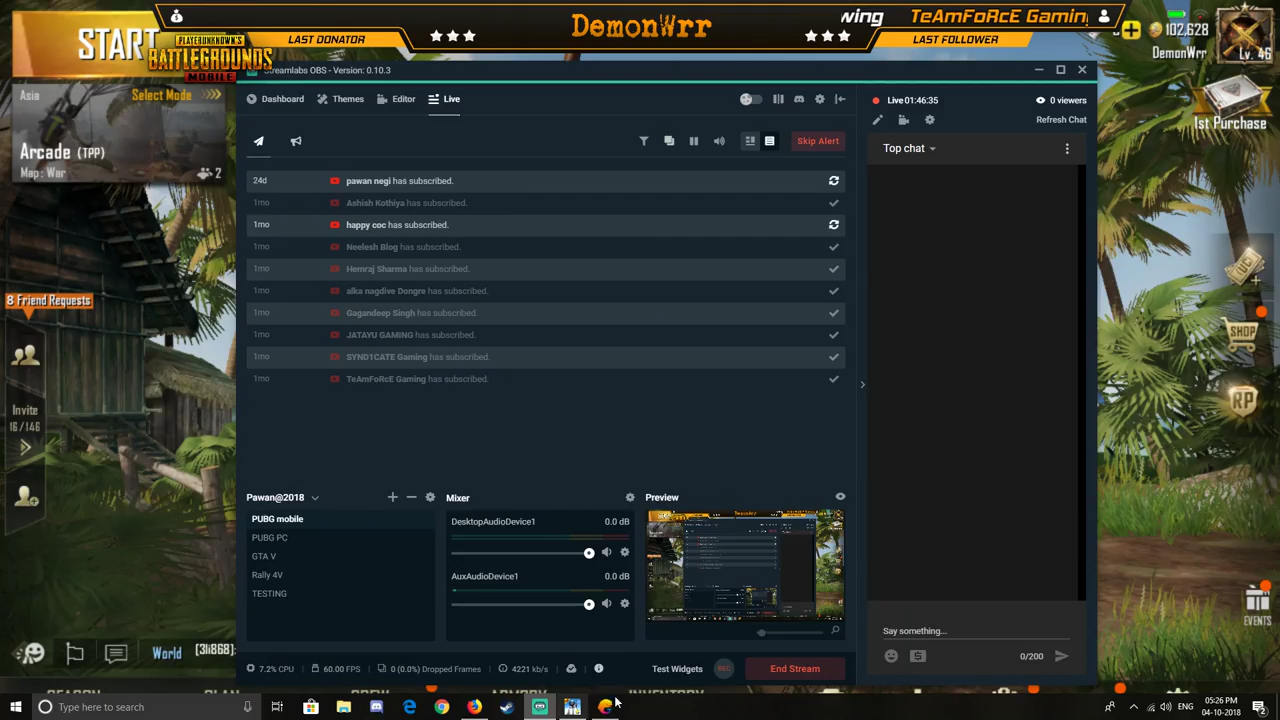 START
PLAYERUNKNOWN'S
BATTLEGROUNDS
MOBILE
LAST DONATOR
DemonWrr
wing TeAmFoRcE Gamin
LAST FOLLOWER
102,628
DemonWrr
Lv. 46
Asia
Select Mode
Arcade (TPP)
Map : War
2
1st Purchase
8 Friend Requests
Invite
16/146
SHOP
RP
EVENTS
World
[3i868]
Streamlabs OBS - Version: 0.10.3
Dashboard
Themes
Editor
Live
Skip Alert
24d pawan negi has subscribed.
1mo Ashish Kothiya has subscribed.
1mo happy coc has subscribed.
1mo Neelesh Blog has subscribed.
1mo Hemraj Sharma has subscribed.
1mo alka nagdive Dongre has subscribed.
1mo Gagandeep Singh has subscribed.
1mo JATAYU GAMING has subscribed.
1mo SYND1CATE Gaming has subscribed.
1mo TeAmFoRcE Gaming has subscribed.
Live 01:46:35
0 viewers
Refresh Chat
Top chat
Say something...
0/200
Pawan@2018
PUBG mobile
PUBG PC
GTA V
Rally 4V
TESTING
Mixer
DesktopAudioDevice1 0.0 dB
AuxAudioDevice1 0.0 dB
Preview
7.2% CPU
60.00 FPS
0 (0.0%) Dropped Frames
4221 kb/s
Test Widgets
REC
End Stream
INVENTORY
Type here to search
ENG
05:26 PM
04-10-2018
2